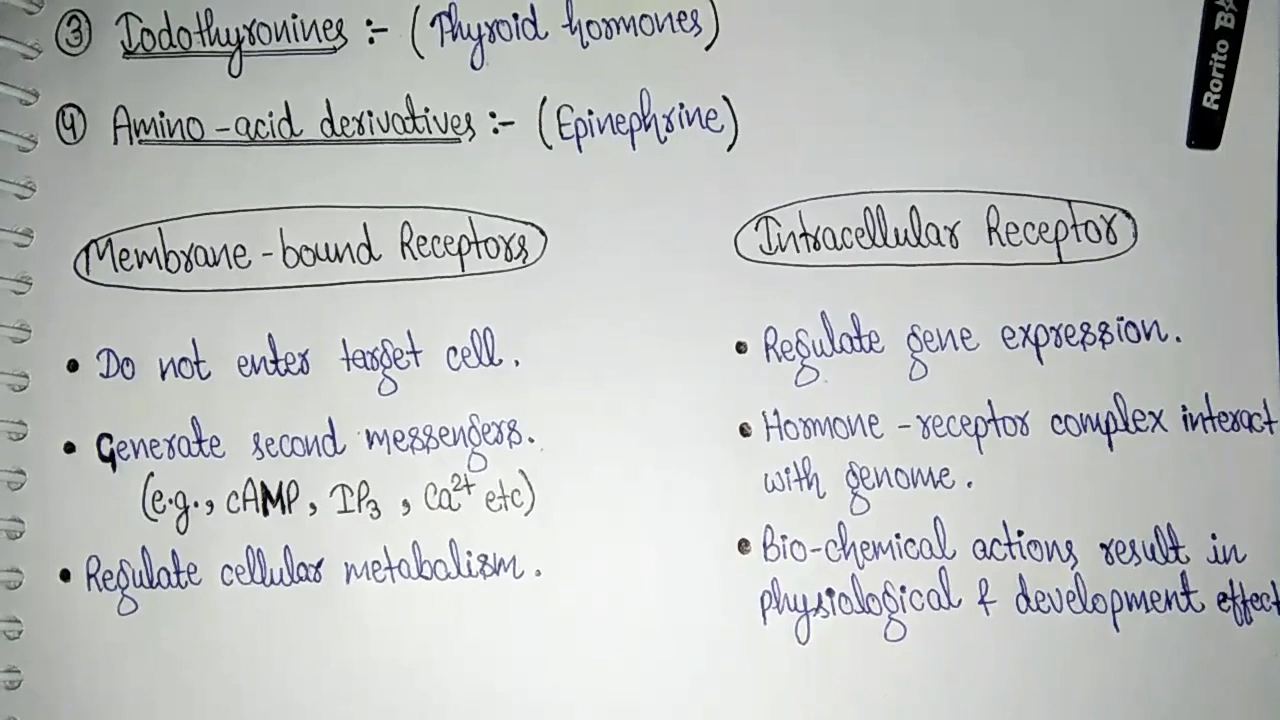 ③ Iodothyronines :- (Thyroid hormones)
④ Amino-acid derivatives :- (Epinephrine)
Membrane-bound Receptors
• Do not enter target cell.
• Generate second messengers.
(e.g., cAMP, IP₃, Ca²⁺ etc)
• Regulate cellular metabalism.
Intracellular Receptor
• Regulate gene expression.
• Hormone-receptor complex interact
with genome.
• Bio-chemical actions result in
physiological & development effect
Rorito